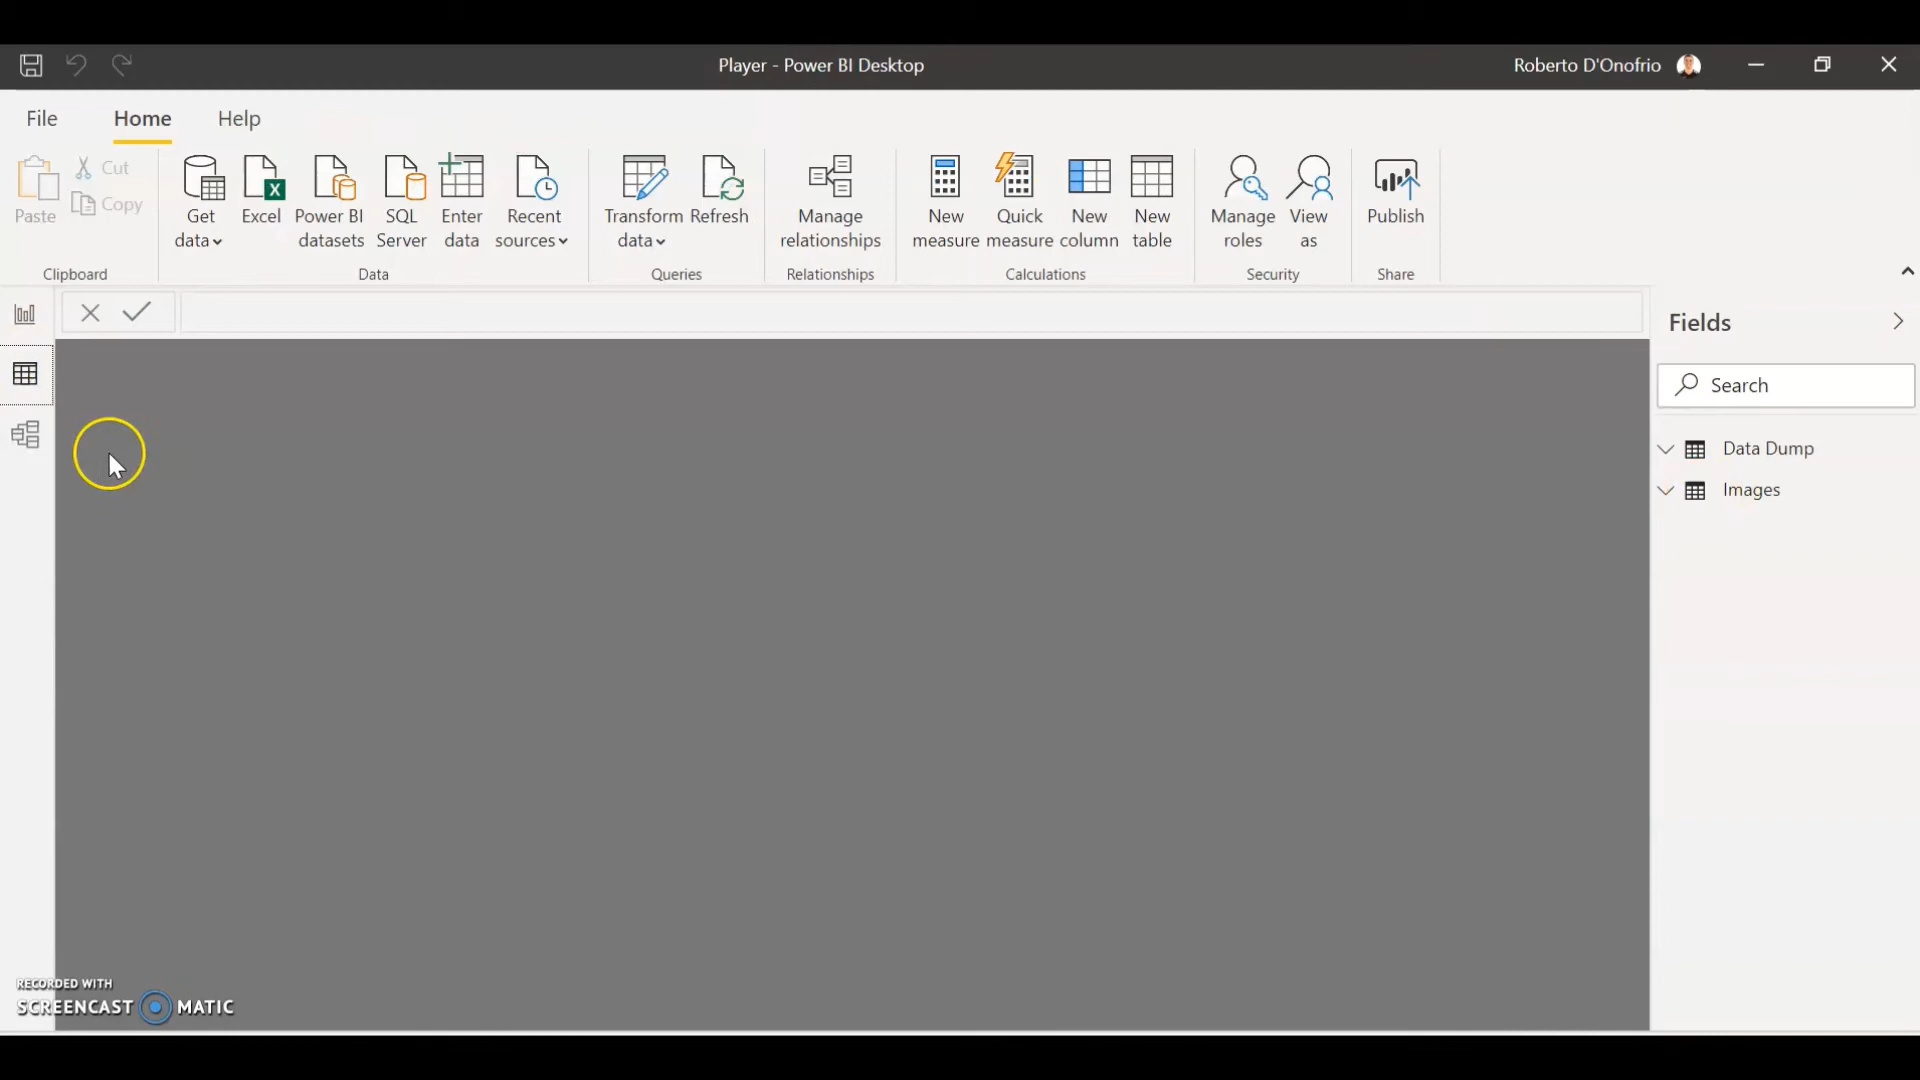 Player - Power BI Desktop
Roberto D'Onofrio
File
Home
Help
Paste
Cut
Copy
Clipboard
Get data
Excel
Power BI datasets
SQL Server
Enter data
Recent sources
Data
Transform data
Refresh
Queries
Manage relationships
Relationships
New measure
Quick measure
New column
New table
Calculations
Manage roles
View as
Security
Publish
Share
Fields
Search
Data Dump
Images
RECORDED WITH
SCREENCAST MATIC